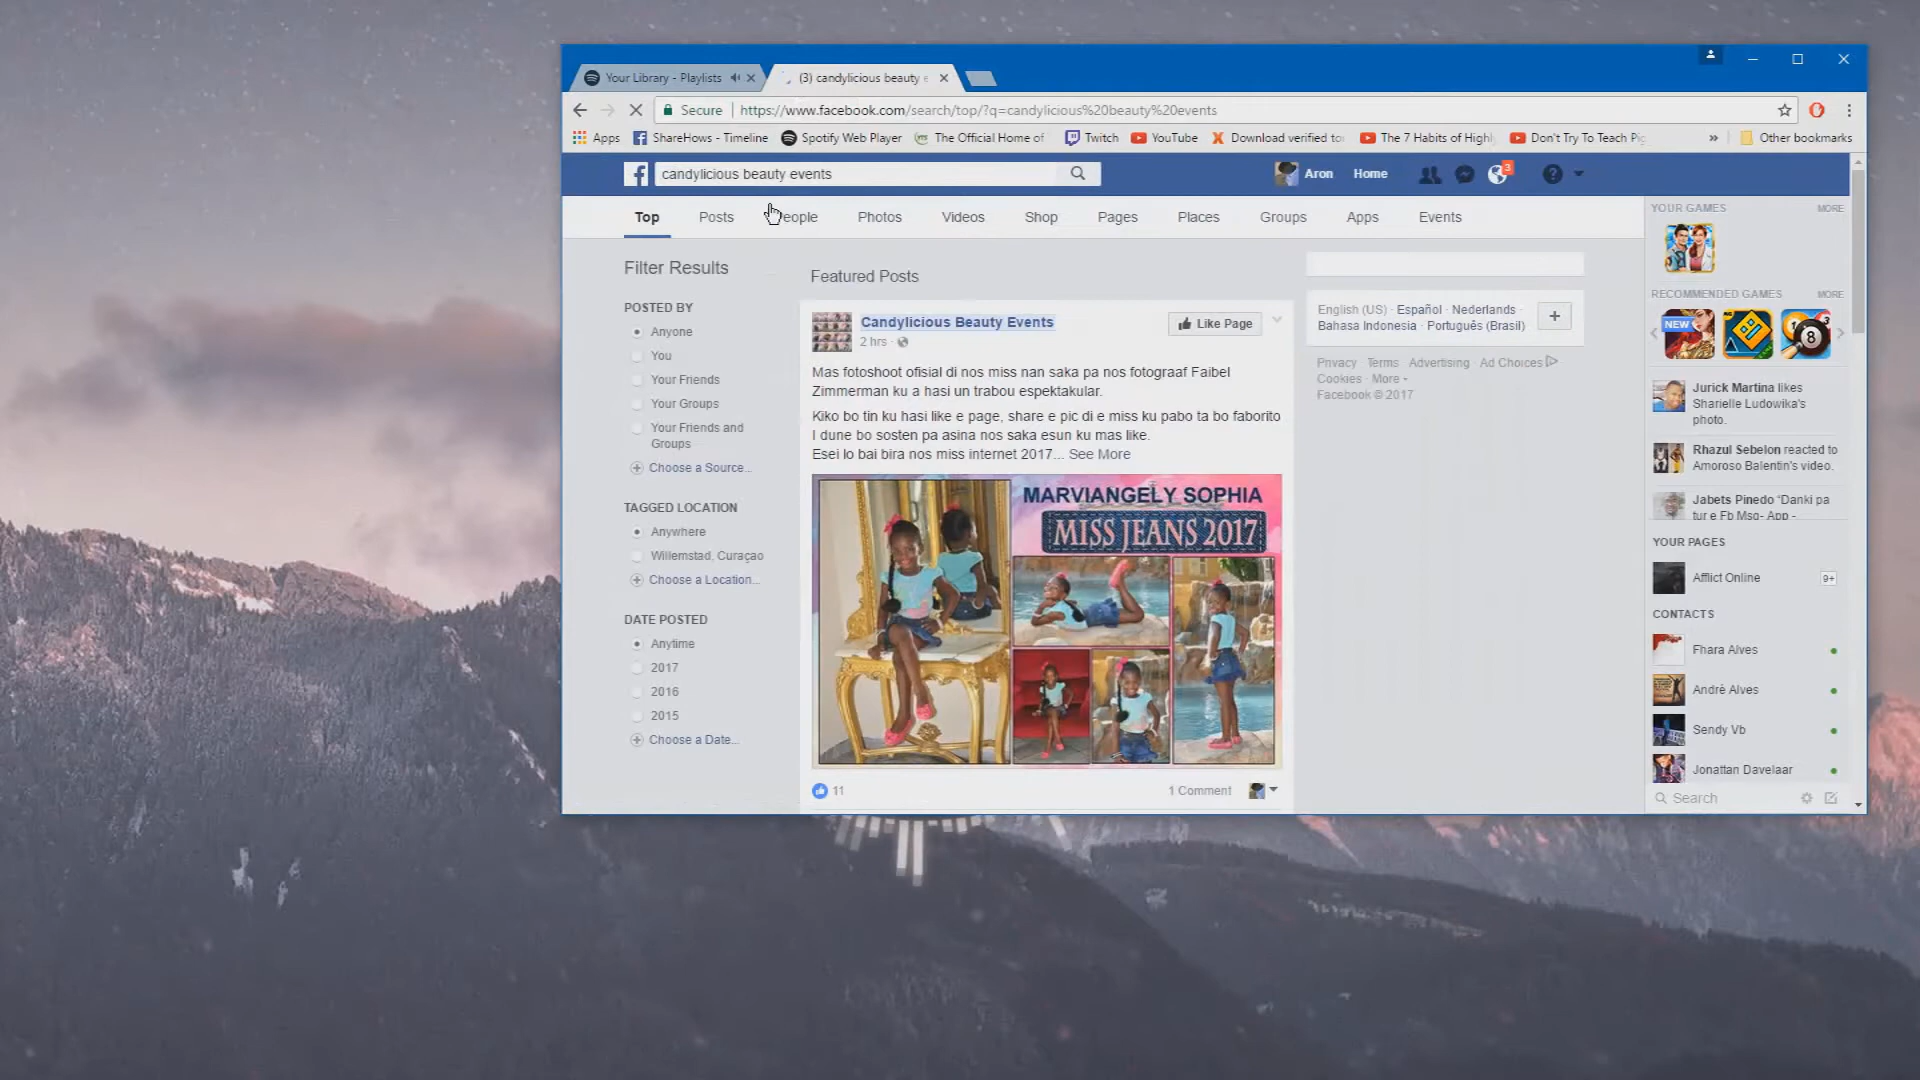 Your Library - Playlists
(3) candylicious beauty e
Secure
https://www.facebook.com/search/top/?q=candylicious%20beauty%20events
Apps
ShareHows - Timeline
Spotify Web Player
The Official Home of
Twitch
YouTube
Download verified to
The 7 Habits of Highl
Don't Try To Teach Pig
»
Other bookmarks
candylicious beauty events
Aron
Home
3
Top
Posts
People
Photos
Videos
Shop
Pages
Places
Groups
Apps
Events
Filter Results
POSTED BY
Anyone
You
Your Friends
Your Groups
Your Friends and
Groups
Choose a Source...
TAGGED LOCATION
Anywhere
Willemstad, Curaçao
Choose a Location...
DATE POSTED
Anytime
2017
2016
2015
Choose a Date...
Featured Posts
Candylicious Beauty Events
Like Page
2 hrs ·
Mas fotoshoot ofisial di nos miss nan saka pa nos fotograaf Faibel
Zimmerman ku a hasi un trabou espektakular.
Kiko bo tin ku hasi like e page, share e pic di e miss ku pabo ta bo faborito
I dune bo sosten pa asina nos saka esun ku mas like.
Esei lo bai bira nos miss internet 2017... See More
MARVIANGELY SOPHIA
MISS JEANS 2017
11
1 Comment
English (US) · Español · Nederlands ·
Bahasa Indonesia · Português (Brasil)
Privacy · Terms · Advertising · Ad Choices
Cookies · More
Facebook © 2017
YOUR GAMES
MORE
RECOMMENDED GAMES
MORE
NEW
8
3
Jurick Martina likes
Sharielle Ludowika's
photo.
Rhazul Sebelon reacted to
Amoroso Balentin's video.
Jabets Pinedo "Danki pa
tur e Fb Msg- App -
YOUR PAGES
Afflict Online
9+
CONTACTS
Fhara Alves
André Alves
Sendy Vb
Jonattan Davelaar
Search